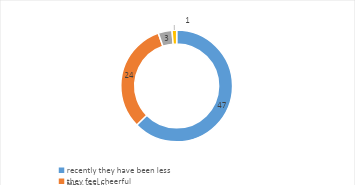 1
3
24
47
recently they have been less
they feel cheerful